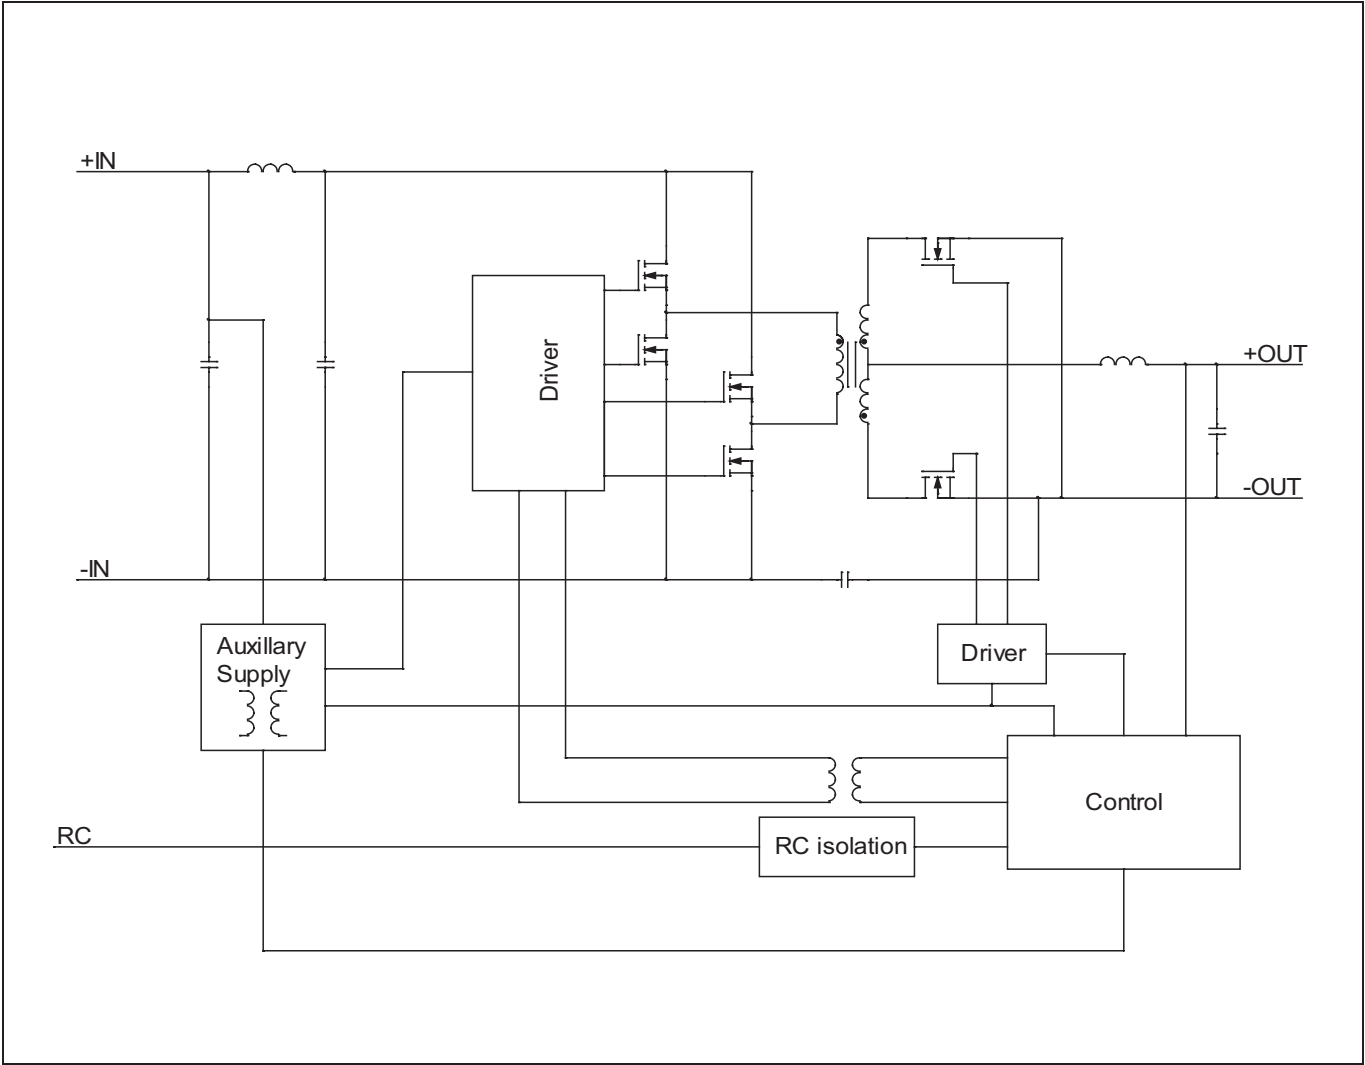 +IN
+OUT
Driver
-OUT
-IN
Auxillary
Supply
Driver
Control
RC
RC isolation